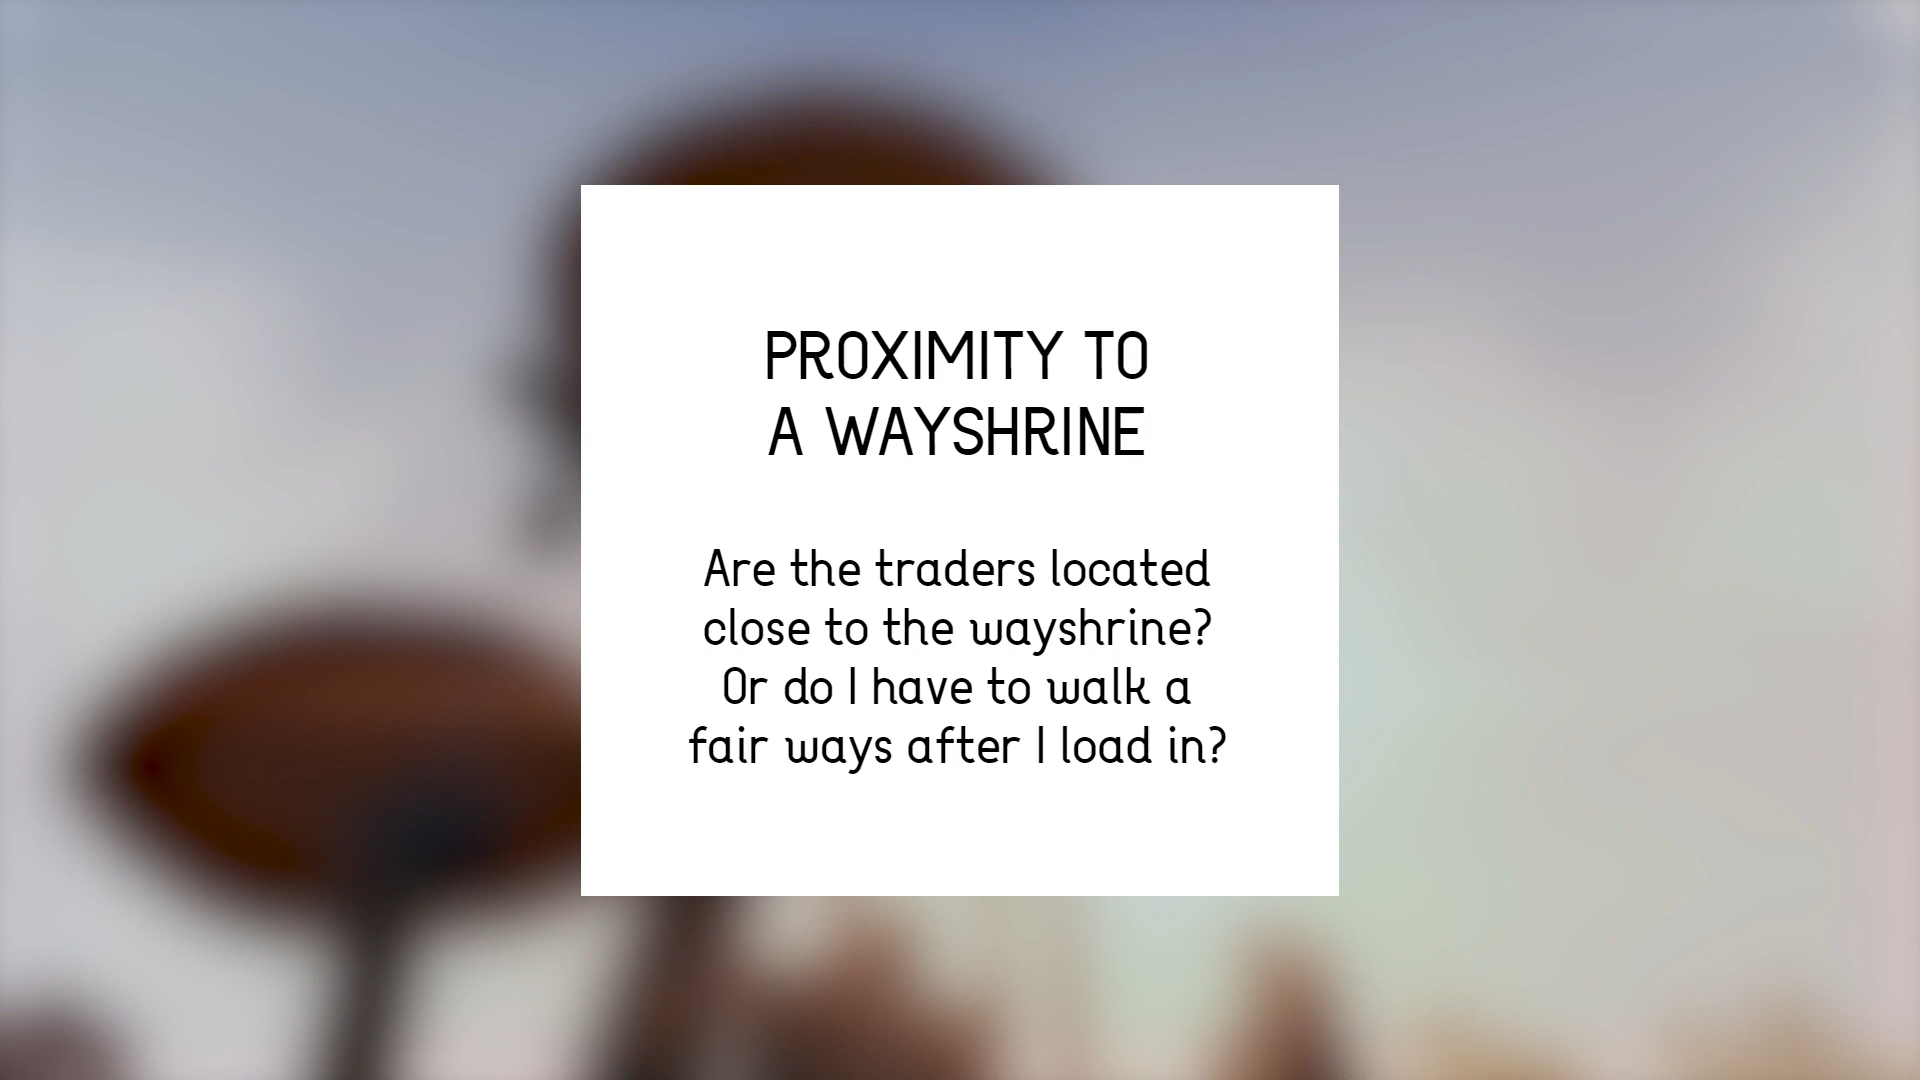 PROXIMITY TO
A WAYSHRINE
Are the traders located
close to the wayshrine?
Or do I have to walk a
fair ways after I load in?